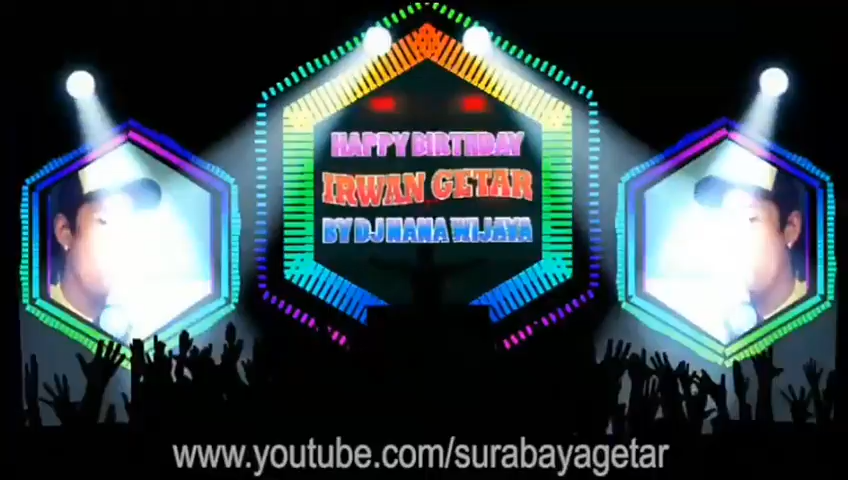 HAPPY BIRTHDAY
IRWAN GETAR
BY DJ NANA WIJAYA
www.youtube.com/surabayagetar